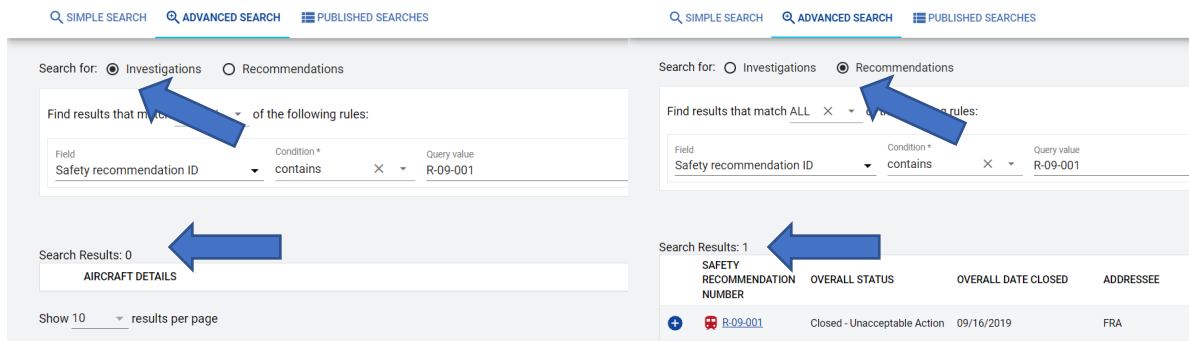 SIMPLE SEARCH ADVANCED SEARCH PUBLISHED SEARCHES
Search for: Investigations Recommendations
Find results that of the following rules:
Field Condition * Query value
Safety recommendation ID contains R-09-001
Search Results: 0
AIRCRAFT DETAILS
Show 10 results per page
SIMPLE SEARCH ADVANCED SEARCH PUBLISHED SEARCHES
Search for: Investigations Recommendations
Find results that match ALL rules:
Field Condition * Query value
Safety recommendation ID contains R-09-001
Search Results: 1
SAFETY
RECOMMENDATION OVERALL STATUS OVERALL DATE CLOSED ADDRESSEE
NUMBER
R-09-001 Closed - Unacceptable Action 09/16/2019 FRA